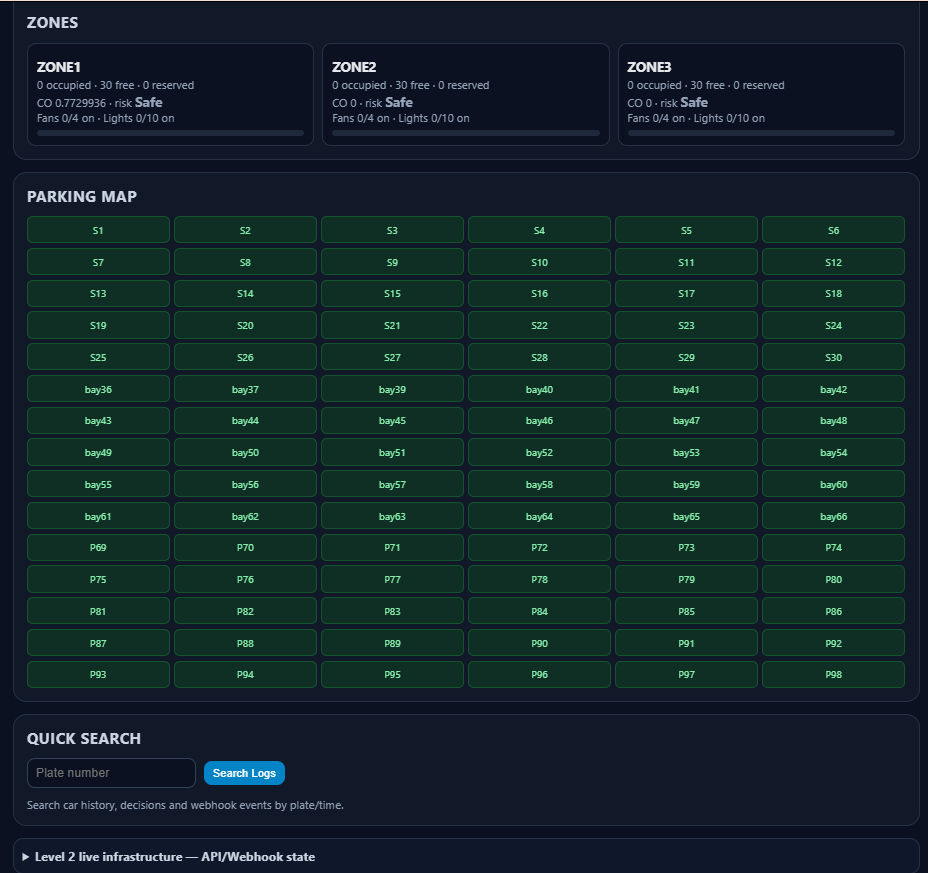 ZONES
ZONE1
0 occupied · 30 free · 0 reserved
CO 0.7729936 · risk Safe
Fans 0/4 on · Lights 0/10 on
ZONE2
0 occupied · 30 free · 0 reserved
CO 0 · risk Safe
Fans 0/4 on · Lights 0/10 on
ZONE3
0 occupied · 30 free · 0 reserved
CO 0 · risk Safe
Fans 0/4 on · Lights 0/10 on
PARKING MAP
S1 S2 S3 S4 S5 S6
S7 S8 S9 S10 S11 S12
S13 S14 S15 S16 S17 S18
S19 S20 S21 S22 S23 S24
S25 S26 S27 S28 S29 S30
bay36 bay37 bay39 bay40 bay41 bay42
bay43 bay44 bay45 bay46 bay47 bay48
bay49 bay50 bay51 bay52 bay53 bay54
bay55 bay56 bay57 bay58 bay59 bay60
bay61 bay62 bay63 bay64 bay65 bay66
P69 P70 P71 P72 P73 P74
P75 P76 P77 P78 P79 P80
P81 P82 P83 P84 P85 P86
P87 P88 P89 P90 P91 P92
P93 P94 P95 P96 P97 P98
QUICK SEARCH
Plate number Search Logs
Search car history, decisions and webhook events by plate/time.
Level 2 live infrastructure — API/Webhook state